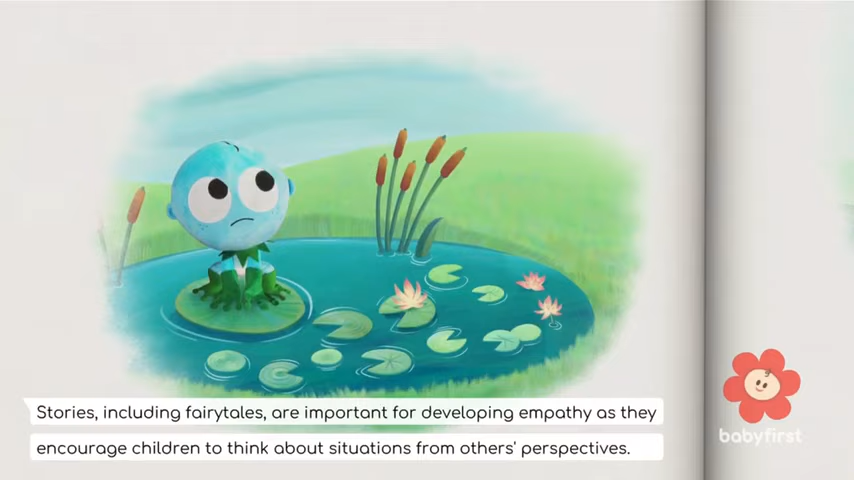 Stories, including fairytales, are important for developing empathy as they
encourage children to think about situations from others' perspectives.
babyfirst